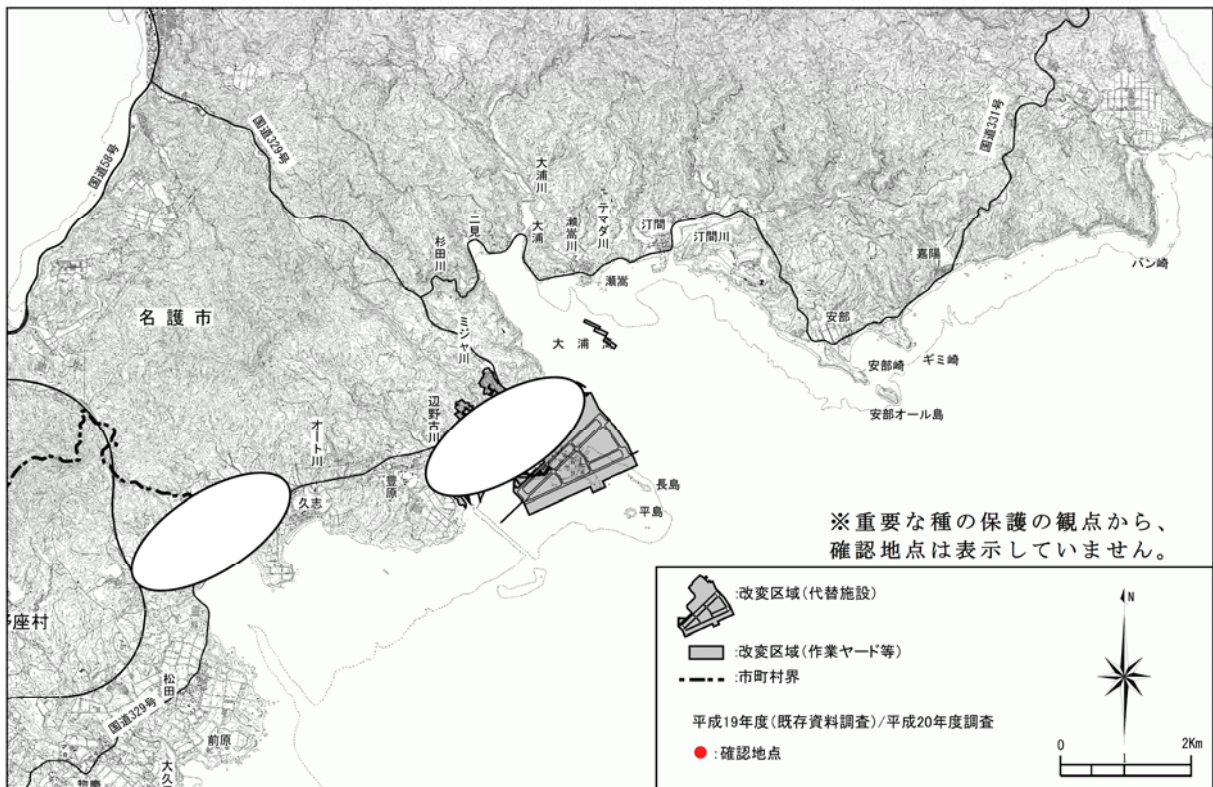 国道58号
国道329号
国道331号
大浦川
大浦
瀬嵩川
テマダ川
汀間
汀間川
二見
杉田川
瀬嵩
嘉陽
バン崎
名護市
ミジャ川
大浦
安部
安部崎
ギミ崎
安部オール島
辺野古川
オート川
豊原
久志
長島
平島
松田
国道329号
前原
※重要な種の保護の観点から、
確認地点は表示していません。
:改変区域(代替施設)
:改変区域(作業ヤード等)
:市町村界
平成19年度(既存資料調査)/平成20年度調査
:確認地点
N
0 1 2Km
座村
大久